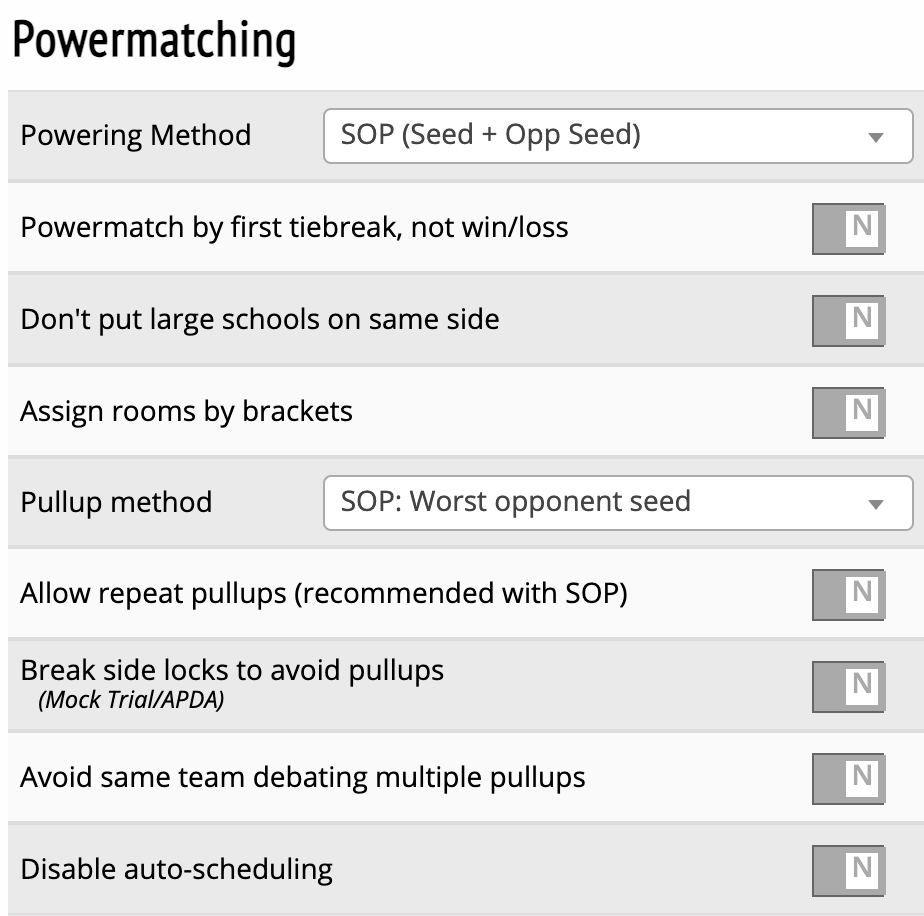 Powermatching
Powering Method SOP (Seed + Opp Seed)
Powermatch by first tiebreak, not win/loss N
Don't put large schools on same side N
Assign rooms by brackets N
Pullup method SOP: Worst opponent seed
Allow repeat pullups (recommended with SOP) N
Break side locks to avoid pullups N
(Mock Trial/APDA)
Avoid same team debating multiple pullups N
Disable auto-scheduling N